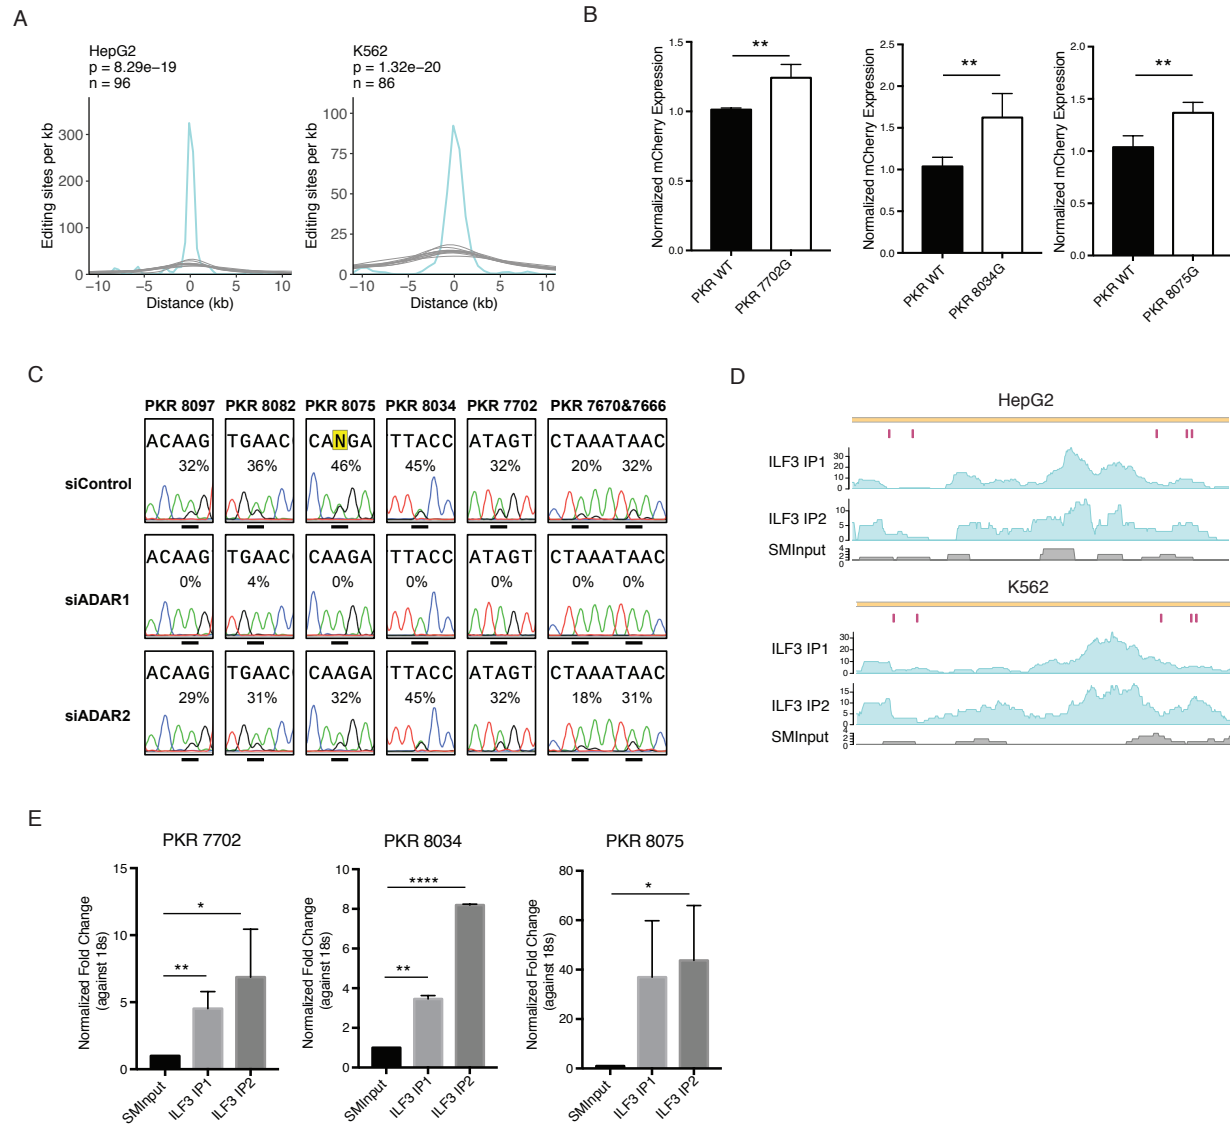 A
HepG2
p = 8.29e−19
n = 96
Editing sites per kb
300
200
100
0
−10 −5 0 5 10
Distance (kb)
K562
p = 1.32e−20
n = 86
Editing sites per kb
100
75
50
25
0
−10 −5 0 5 10
Distance (kb)
B
Normalized mCherry Expression
1.5
1.0
0.5
0.0
**
PKR WT
PKR 7702G
Normalized mCherry Expression
2.5
2.0
1.5
1.0
0.5
0.0
**
PKR WT
PKR 8034G
Normalized mCherry Expression
2.0
1.5
1.0
0.5
0.0
**
PKR WT
PKR 8075G
C
PKR 8097 PKR 8082 PKR 8075 PKR 8034 PKR 7702 PKR 7670&7666
siControl
ACAAG TGAAC CANGA TTACC ATAGT CTAAATAAC
32% 36% 46% 45% 32% 20% 32%
siADAR1
ACAAG TGAAC CAAGA TTACC ATAGT CTAAATAAC
0% 4% 0% 0% 0% 0% 0%
siADAR2
ACAAG TGAAC CAAGA TTACC ATAGT CTAAATAAC
29% 31% 32% 45% 32% 18% 31%
D
HepG2
ILF3 IP1
30
20
10
0
ILF3 IP2
10
5
0
SMInput
4
3
2
1
0
K562
ILF3 IP1
30
20
10
0
ILF3 IP2
15
10
5
0
SMInput
4
2
0
E
PKR 7702
Normalized Fold Change
(against 18s)
15
10
5
0
*
**
SMInput
ILF3 IP1
ILF3 IP2
PKR 8034
Normalized Fold Change
(against 18s)
10
8
6
4
2
0
****
**
SMInput
ILF3 IP1
ILF3 IP2
PKR 8075
Normalized Fold Change
(against 18s)
80
60
40
20
0
*
SMInput
ILF3 IP1
ILF3 IP2